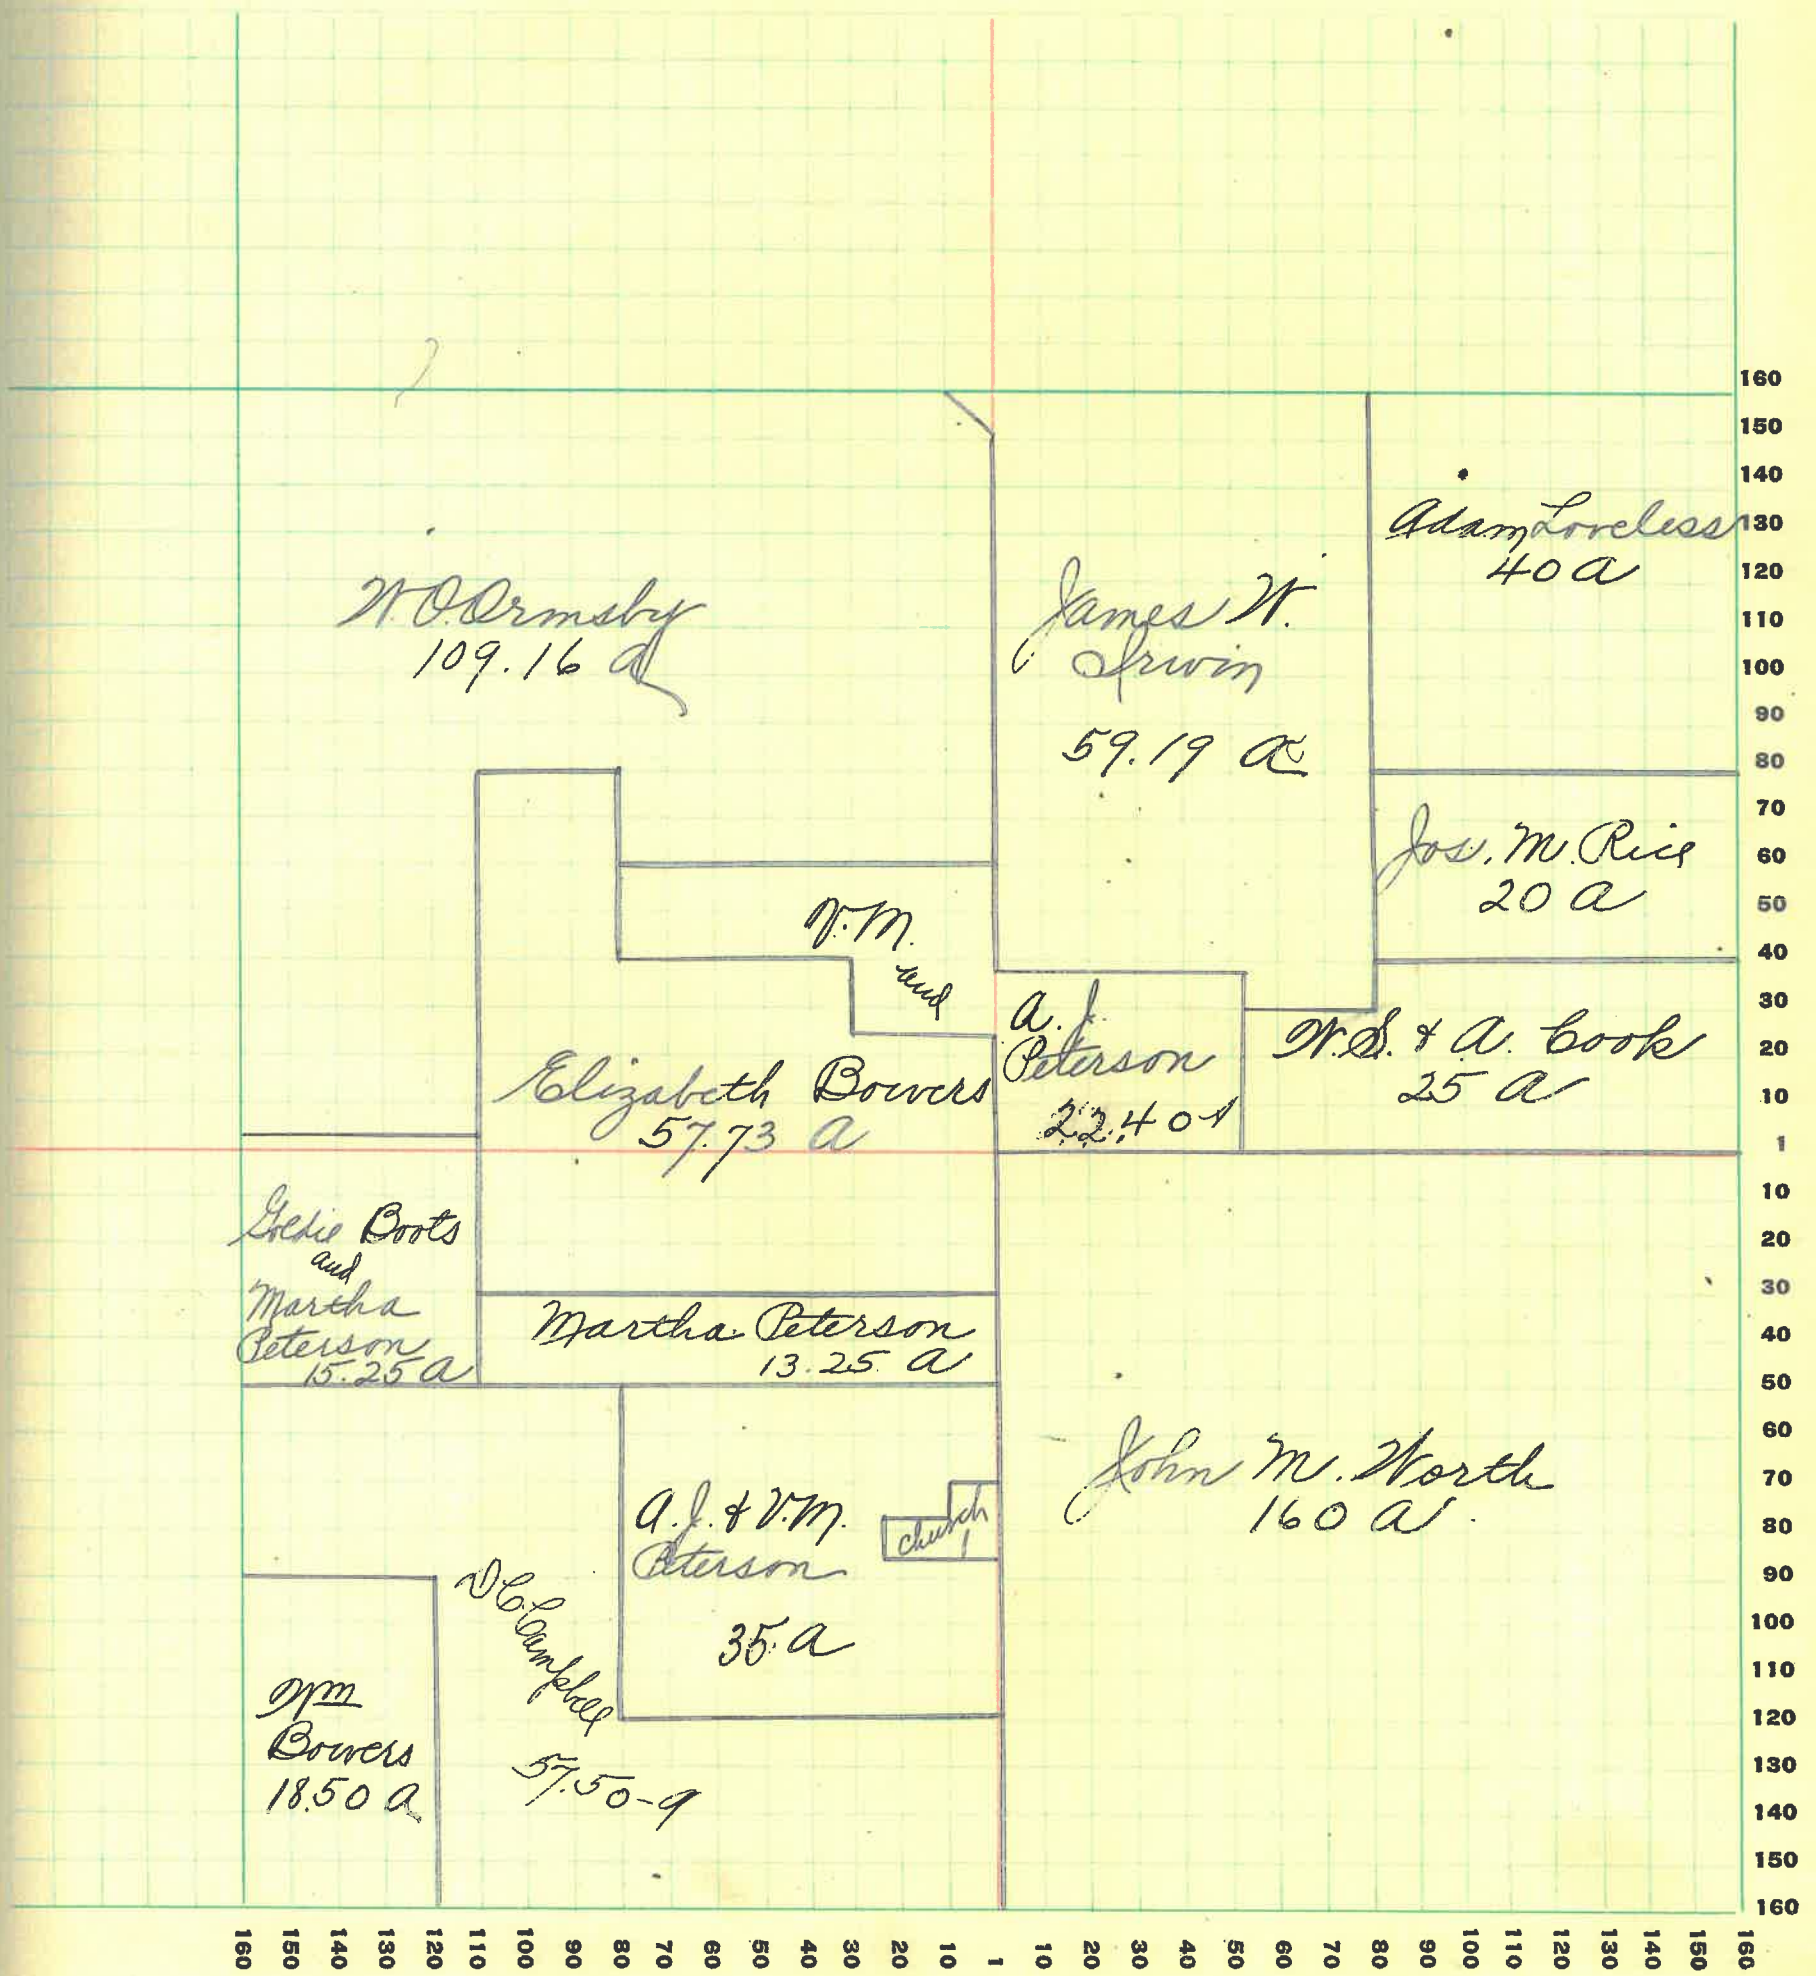 W.O. Ormsby
109.16 a
James W.
Irwin
59.19 a
Adam Loveless
40 a
Jos. M. Rice
20 a
V.M.
and
A. J.
Peterson
22.40 A
W.S. & A. Cook
25 a
Elizabeth Bowers
57.73 a
Goldie Boots
and
Martha
Peterson
15.25 a
Martha Peterson
13.25 a
A.J. & V.M.
Peterson
35 a
church
1
John M. Worth
160 a.
D C Campbell
57.50-a
Wm
Bowers
18.50 a
160
150
140
130
120
110
100
90
80
70
60
50
40
30
20
10
1
10
20
30
40
50
60
70
80
90
100
110
120
130
140
150
160
160 150 140 130 120 110 100 90 80 70 60 50 40 30 20 10 1 10 20 30 40 50 60 70 80 90 100 110 120 130 140 150 160